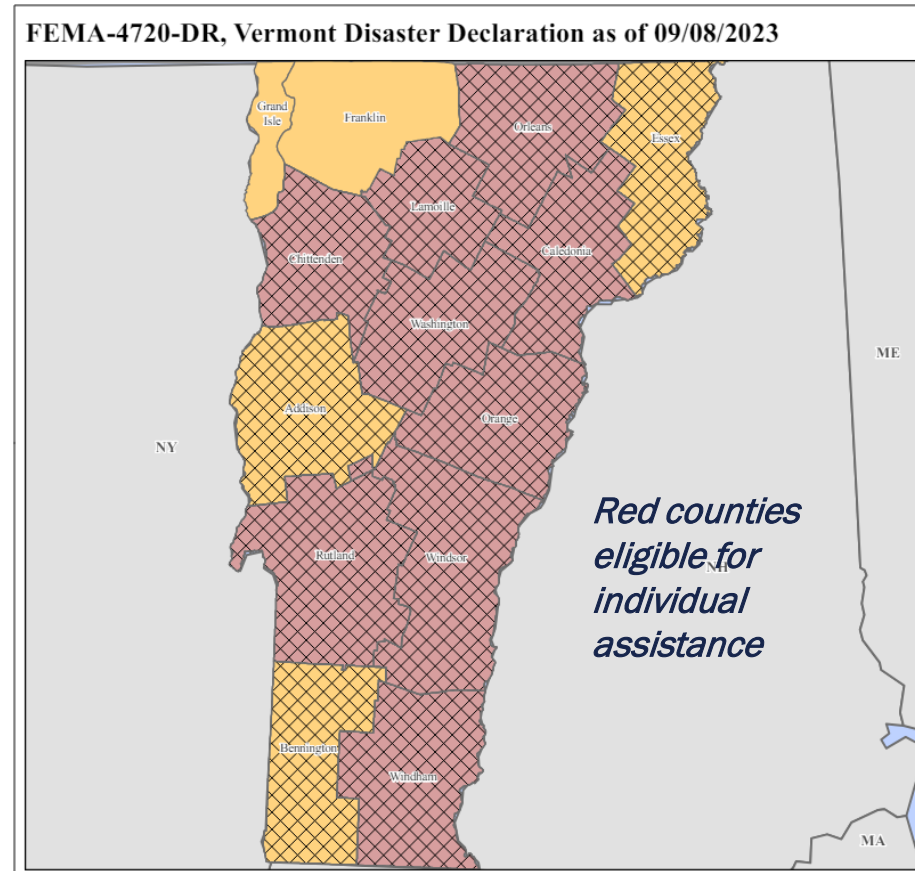 FEMA-4720-DR, Vermont Disaster Declaration as of 09/08/2023
Grand
Isle
Franklin
Orleans
Essex
Lamoille
Chittenden
Caledonia
Washington
ME
Addison
Orange
NY
Red counties
eligible for
individual
assistance
NH
Rutland
Windsor
Bennington
Windham
MA